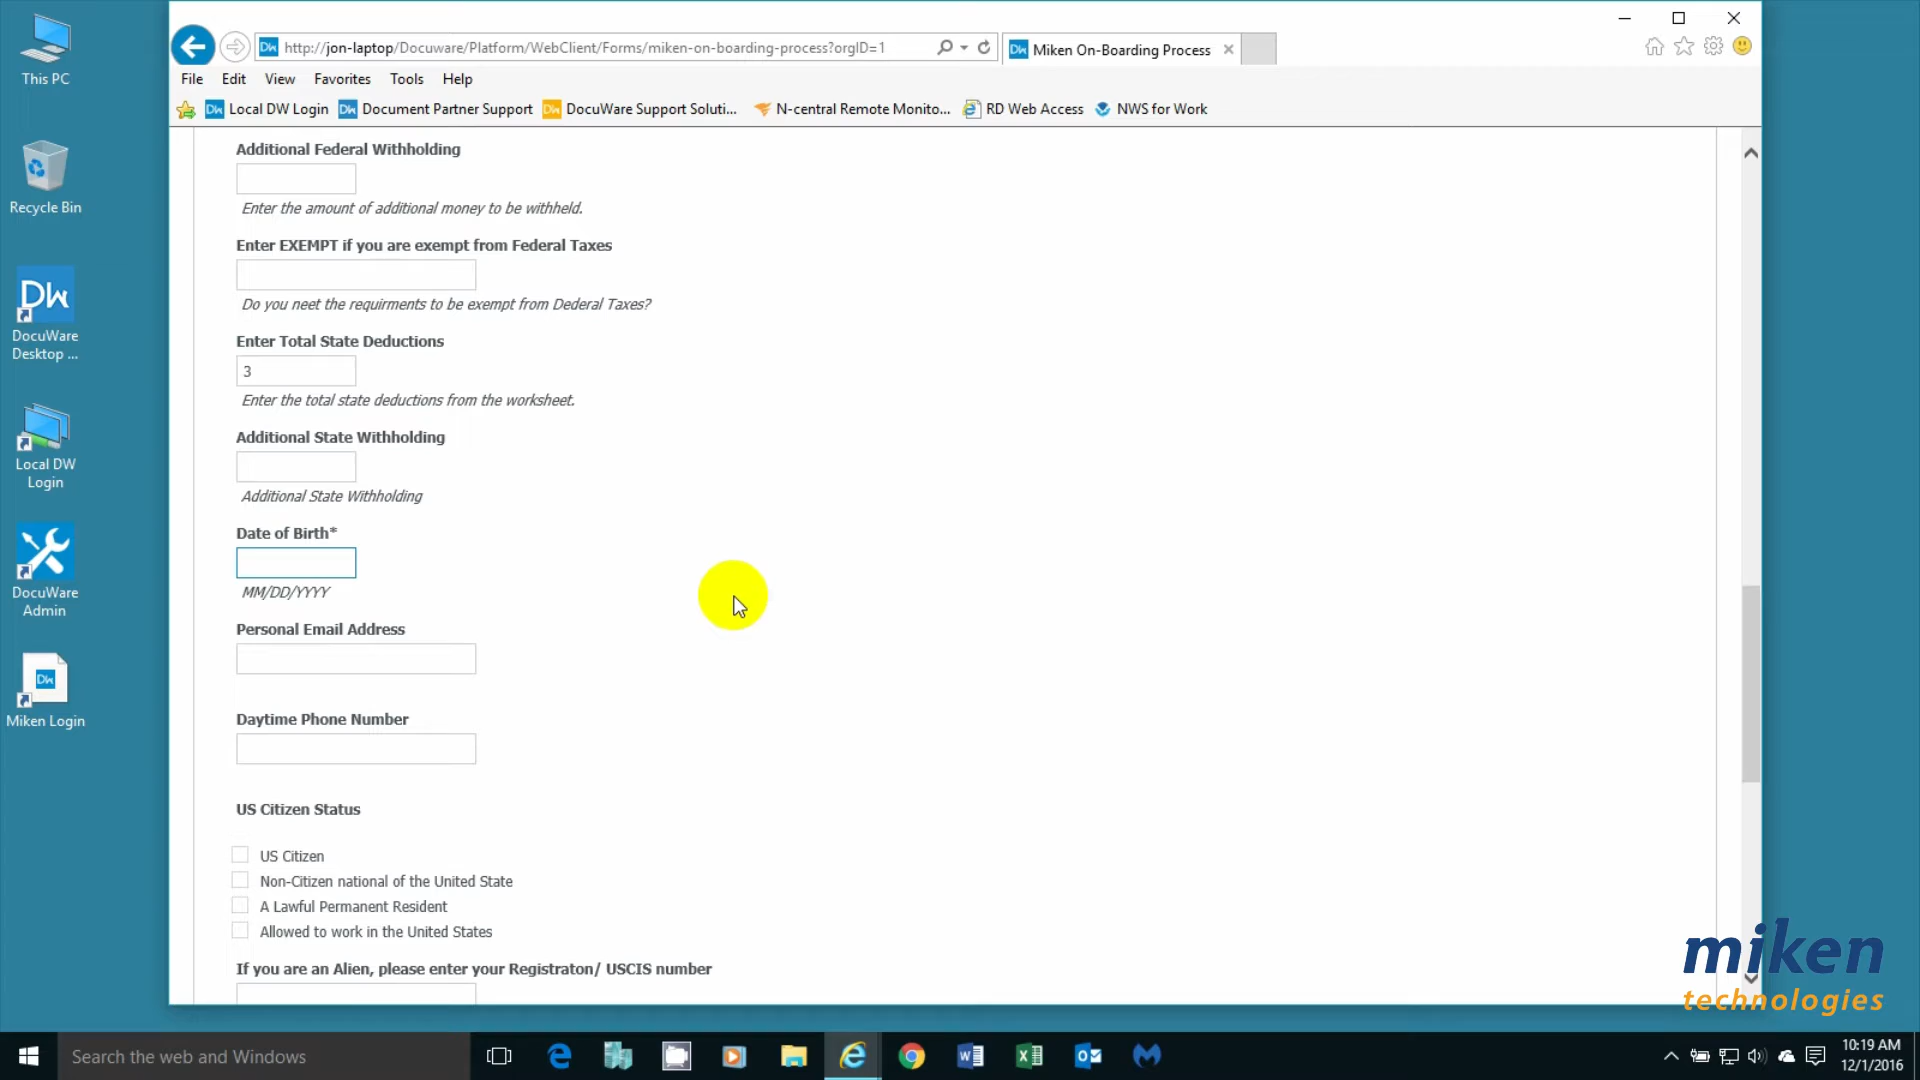 This PC
Recycle Bin
DocuWare
Desktop ...
Local DW
Login
DocuWare
Admin
Miken Login
http://jon-laptop/Docuware/Platform/WebClient/Forms/miken-on-boarding-process?orgID=1
Miken On-Boarding Process
File Edit View Favorites Tools Help
Local DW Login Document Partner Support DocuWare Support Soluti... N-central Remote Monito... RD Web Access NWS for Work
Additional Federal Withholding
Enter the amount of additional money to be withheld.
Enter EXEMPT if you are exempt from Federal Taxes
Do you neet the requirments to be exempt from Dederal Taxes?
Enter Total State Deductions
3
Enter the total state deductions from the worksheet.
Additional State Withholding
Additional State Withholding
Date of Birth*
MM/DD/YYYY
Personal Email Address
Daytime Phone Number
US Citizen Status
US Citizen
Non-Citizen national of the United State
A Lawful Permanent Resident
Allowed to work in the United States
If you are an Alien, please enter your Registraton/ USCIS number
miken
technologies
Search the web and Windows
10:19 AM
12/1/2016